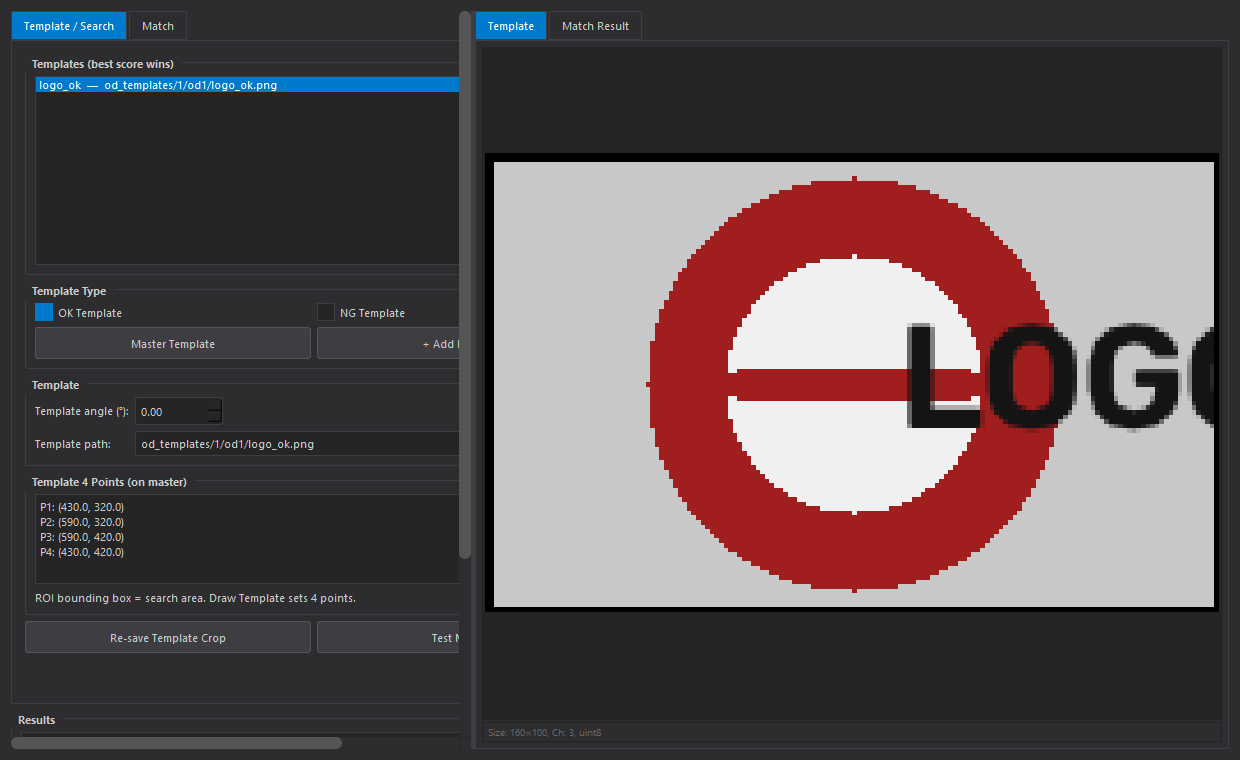 Template / Search
Match
Templates (best score wins)
logo_ok — od_templates/1/od1/logo_ok.png
Template Type
OK Template
NG Template
Master Template
+ Add
Template
Template angle (°):
0.00
Template path:
od_templates/1/od1/logo_ok.png
Template 4 Points (on master)
P1: (430.0, 320.0)
P2: (590.0, 320.0)
P3: (590.0, 420.0)
P4: (430.0, 420.0)
ROI bounding box = search area. Draw Template sets 4 points.
Re-save Template Crop
Test
Results
Template
Match Result
LOGO
Size: 160×100, Ch: 3, uint8